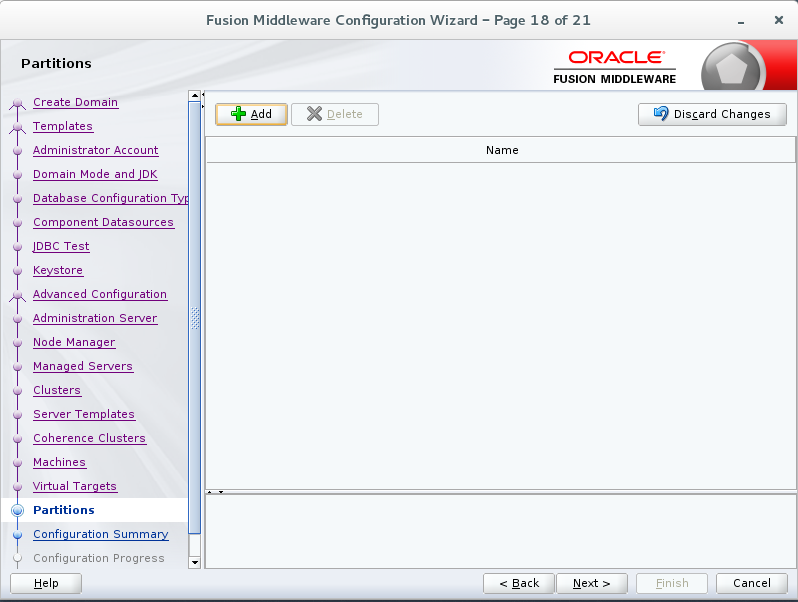 Fusion Middleware Configuration Wizard – Page 18 of 21
Partitions
ORACLE
FUSION MIDDLEWARE
Create Domain
Templates
Administrator Account
Domain Mode and JDK
Database Configuration Typ
Component Datasources
JDBC Test
Keystore
Advanced Configuration
Administration Server
Node Manager
Managed Servers
Clusters
Server Templates
Coherence Clusters
Machines
Virtual Targets
Partitions
Configuration Summary
Configuration Progress
Add
Delete
Discard Changes
Name
Help
< Back
Next >
Finish
Cancel